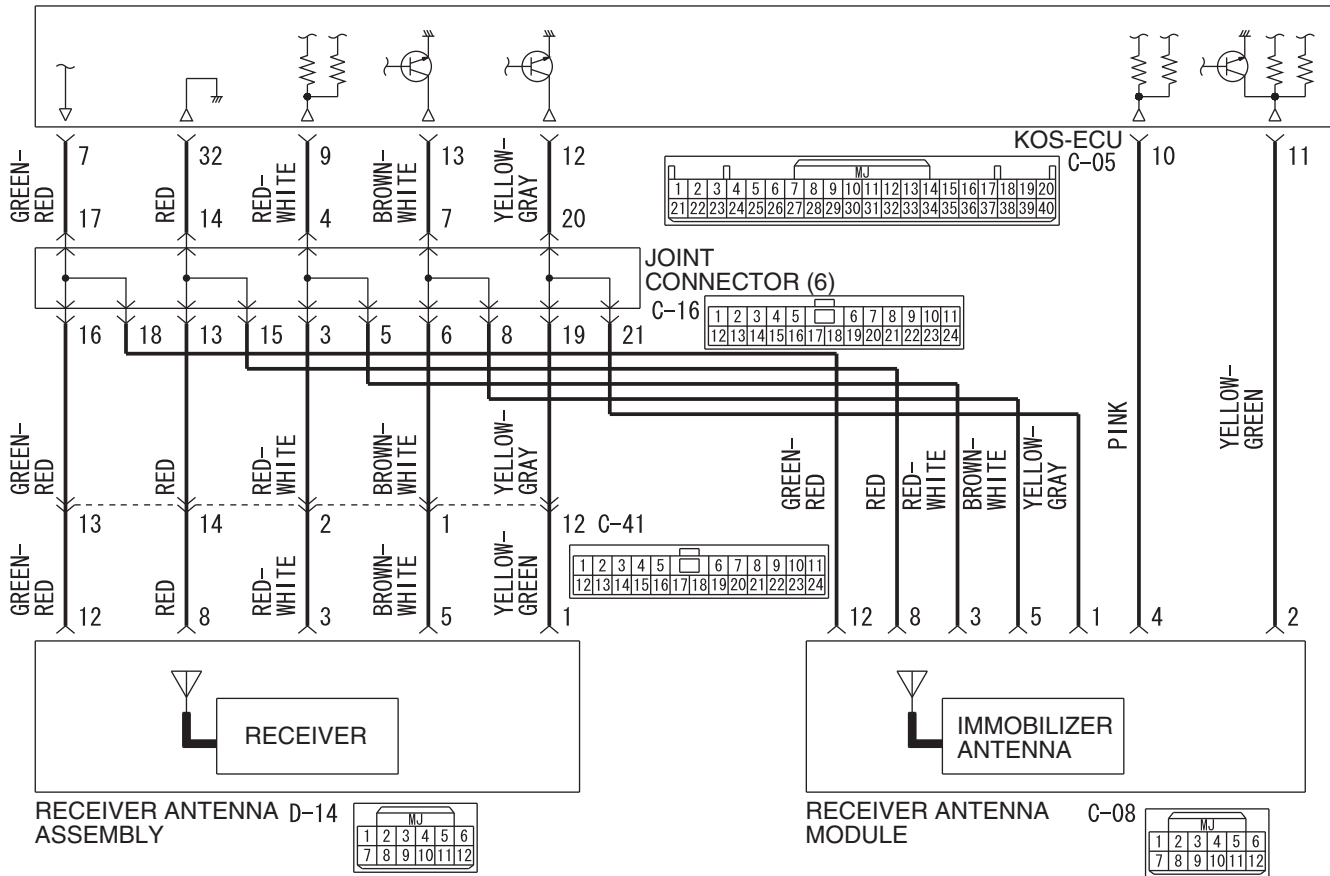 KOS-ECU
C-05
7 32 9 13 12 10 11
GREEN-
RED
RED
RED-
WHITE
BROWN-
WHITE
YELLOW-
GRAY
MJ
1 2 3 4 5 6 7 8 9 10 11 12 13 14 15 16 17 18 19 20
21 22 23 24 25 26 27 28 29 30 31 32 33 34 35 36 37 38 39 40
17 14 4 7 20
JOINT
CONNECTOR (6)
C-16
1 2 3 4 5 6 7 8 9 10 11
12 13 14 15 16 17 18 19 20 21 22 23 24
16 18 13 15 3 5 6 8 19 21
GREEN-
RED
RED
RED-
WHITE
BROWN-
WHITE
YELLOW-
GRAY
GREEN-
RED
RED
RED-
WHITE
BROWN-
WHITE
YELLOW-
GRAY
PINK
YELLOW-
GREEN
13 14 2 1 12 C-41
1 2 3 4 5 6 7 8 9 10 11
12 13 14 15 16 17 18 19 20 21 22 23 24
GREEN-
RED
RED
RED-
WHITE
BROWN-
WHITE
YELLOW-
GREEN
12 8 3 5 1
12 8 3 5 1 4 2
RECEIVER
IMMOBILIZER
ANTENNA
RECEIVER ANTENNA
ASSEMBLY
D-14
MJ
1 2 3 4 5 6
7 8 9 10 11 12
RECEIVER ANTENNA
MODULE
C-08
MJ
1 2 3 4 5 6
7 8 9 10 11 12